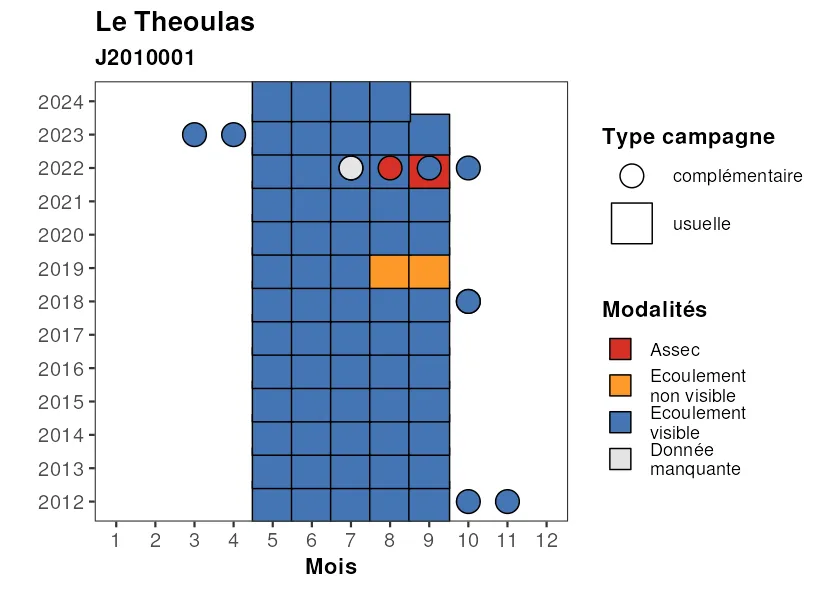 Le Theoulas
J2010001
2024
2023
2022
2021
2020
2019
2018
2017
2016
2015
2014
2013
2012
1 2 3 4 5 6 7 8 9 10 11 12
Mois
Type campagne
complémentaire
usuelle
Modalités
Assec
Ecoulement
non visible
Ecoulement
visible
Donnée
manquante